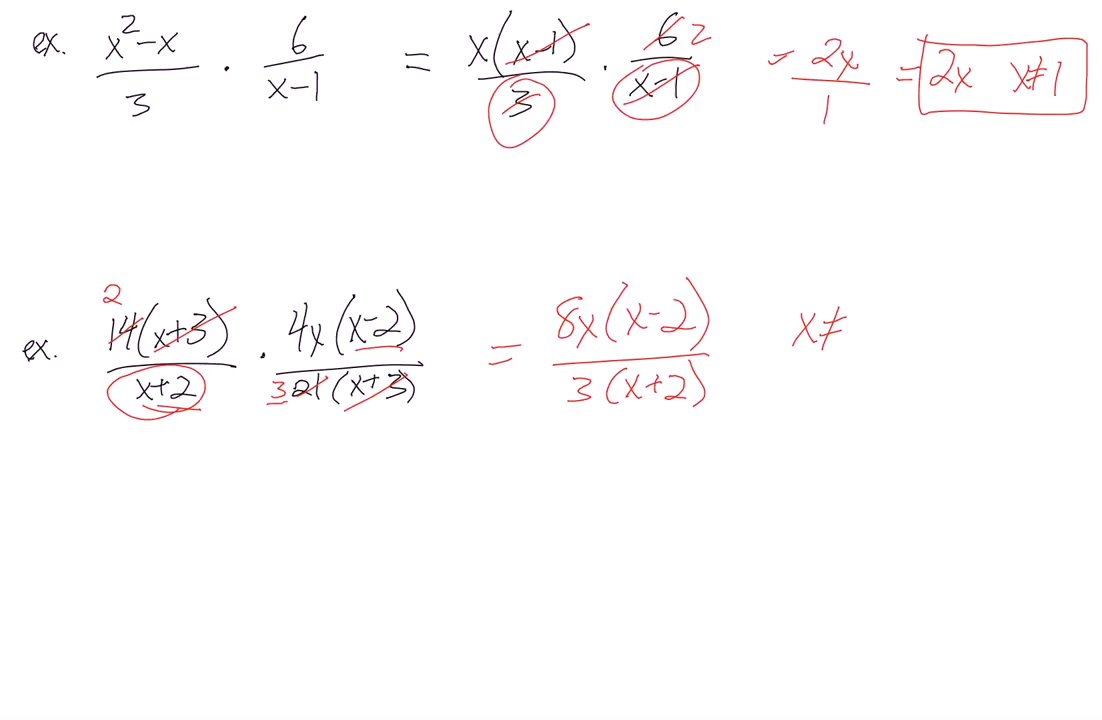 ex. (x² − x)/3 · 6/(x−1) = x(x−1)/3 · 6 2/(x−1) = 2x/1 = 2x x≠1
ex. 2 14(x+3)/(x+2) · 4x(x−2)/3 21(x+3) = 8x(x−2)/3(x+2) x≠